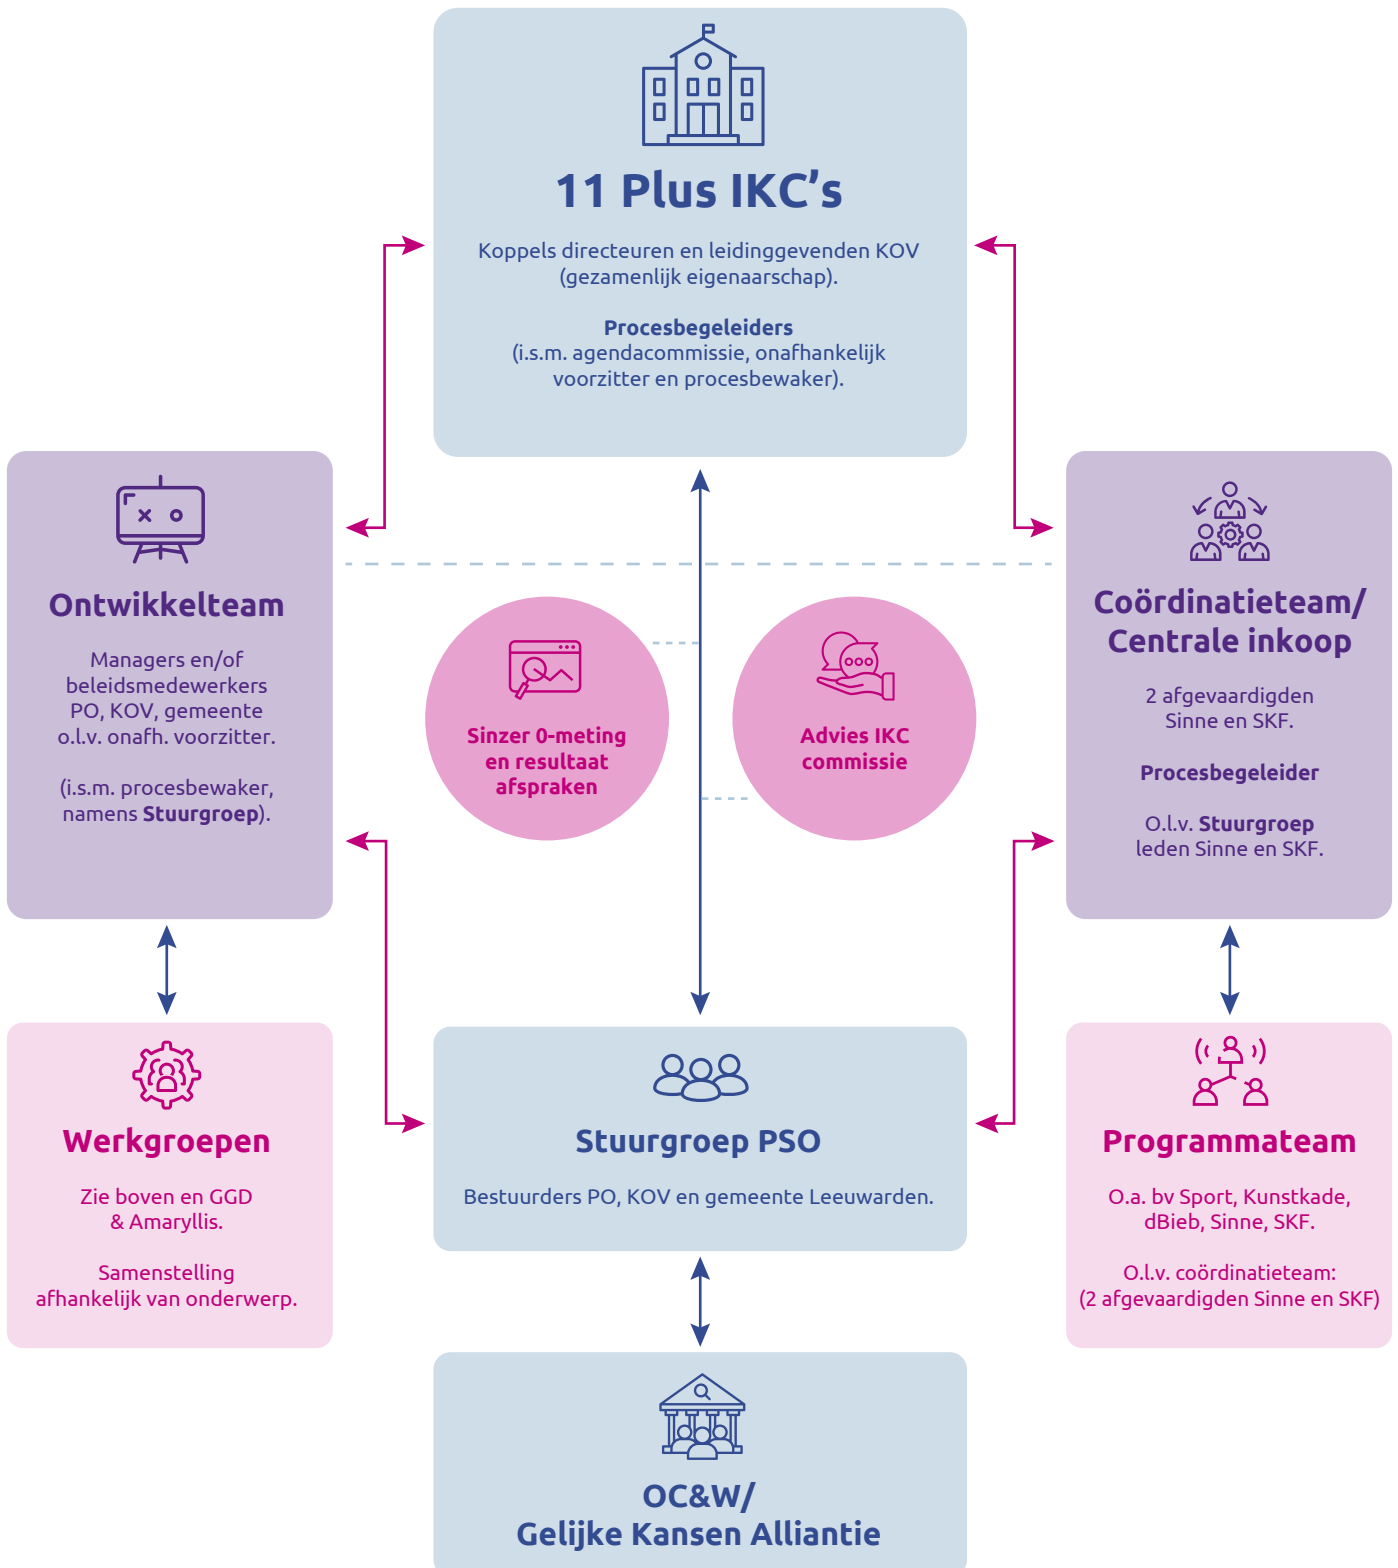 11 Plus IKC’s
Koppels directeuren en leidinggevenden KOV
(gezamenlijk eigenaarschap).
Procesbegeleiders
(i.s.m. agendacommissie, onafhankelijk
voorzitter en procesbewaker).
Ontwikkelteam
Managers en/of
beleidsmedewerkers
PO, KOV, gemeente
o.l.v. onafh. voorzitter.
(i.s.m. procesbewaker,
namens Stuurgroep).
Sinzer 0-meting
en resultaat
afspraken
Advies IKC
commissie
Coördinatieteam/
Centrale inkoop
2 afgevaardigden
Sinne en SKF.
Procesbegeleider
O.l.v. Stuurgroep
leden Sinne en SKF.
Werkgroepen
Zie boven en GGD
& Amaryllis.
Samenstelling
afhankelijk van onderwerp.
Stuurgroep PSO
Bestuurders PO, KOV en gemeente Leeuwarden.
Programmateam
O.a. bv Sport, Kunstkade,
dBieb, Sinne, SKF.
O.l.v. coördinatieteam:
(2 afgevaardigden Sinne en SKF)
OC&W/
Gelijke Kansen Alliantie